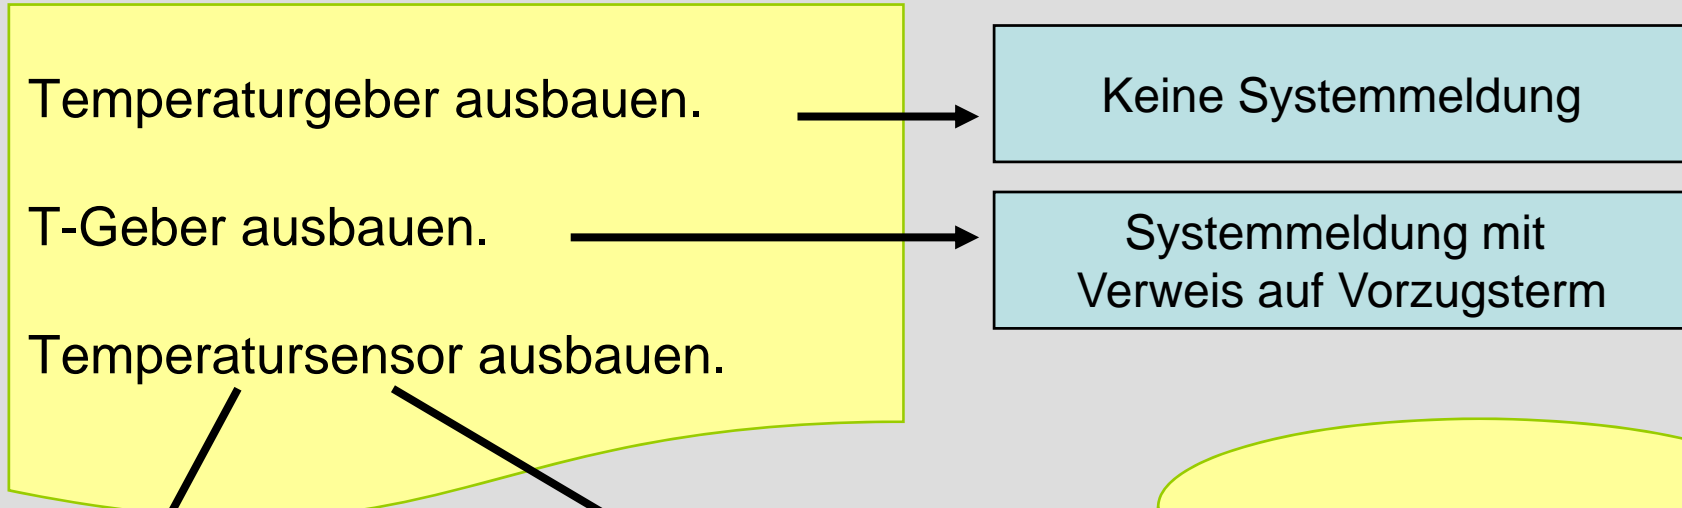 Temperaturgeber ausbauen.
Keine Systemmeldung
T-Geber ausbauen.
Systemmeldung mit
Verweis auf Vorzugsterm
Temperatursensor ausbauen.